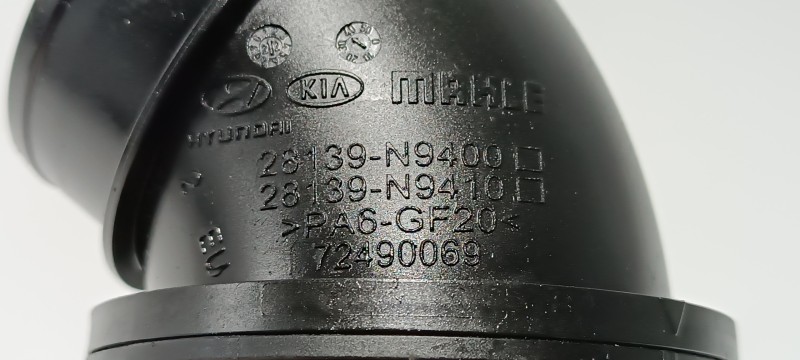 KIA MAHLE
HYUNDAI
28139-N9400
28139-N9410
>PA6-GF20<
72490069